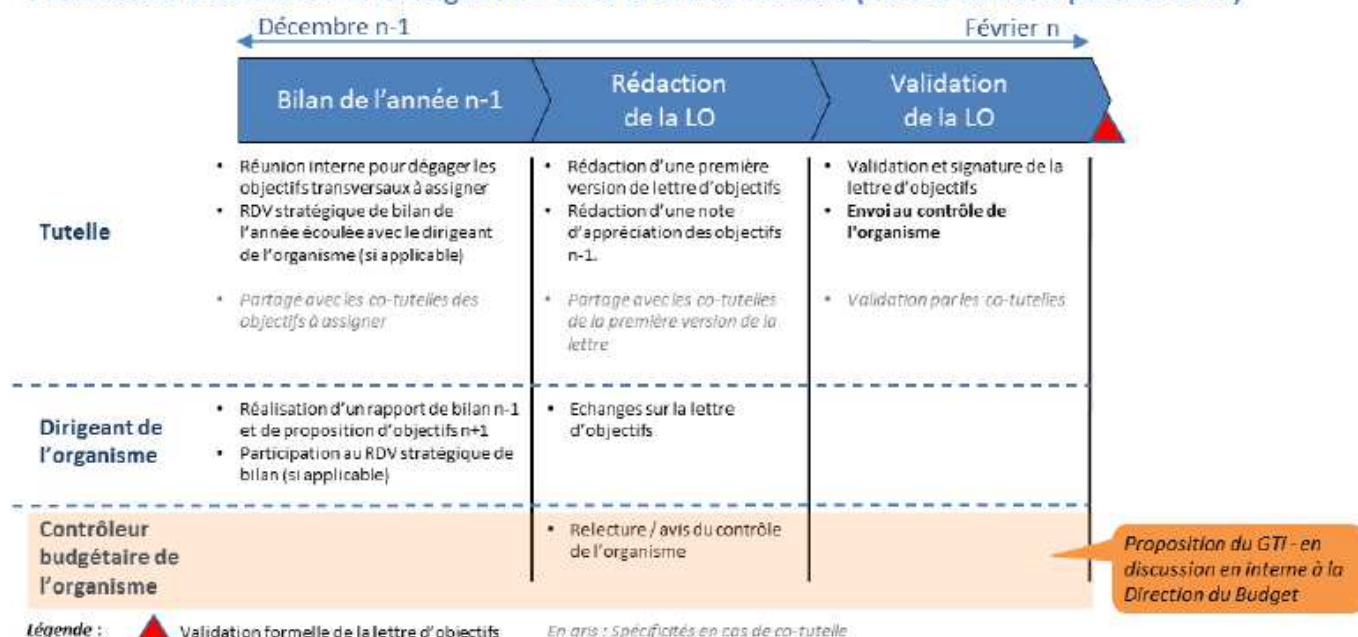 Décembre n-1
Février n
Bilan de l'année n-1
Rédaction
de la LO
Validation
de la LO
Tutelle
• Réunion interne pour dégager les
objectifs transversaux à assigner
• RDV stratégique de bilan de
l'année écoulée avec le dirigeant
de l'organisme (si applicable)
• Partage avec les co-tutelles des
objectifs à assigner
• Rédaction d'une première
version de lettre d'objectifs
• Rédaction d'une note
d'appréciation des objectifs
n-1.
• Partage avec les co-tutelles
de la première version de la
lettre
• Validation et signature de la
lettre d'objectifs
• Envoi au contrôle de
l'organisme
• Validation par les co-tutelles
Dirigeant de
l'organisme
• Réalisation d'un rapport de bilan n-1
et de proposition d'objectifs n+1
• Participation au RDV stratégique de
bilan (si applicable)
• Echanges sur la lettre
d'objectifs
Contrôleur
budgétaire de
l'organisme
• Relecture / avis du contrôle
de l'organisme
Proposition du GTI - en
discussion en interne à la
Direction du Budget
Légende :
Validation formelle de la lettre d'objectifs
En gris : Spécificités en cas de co-tutelle